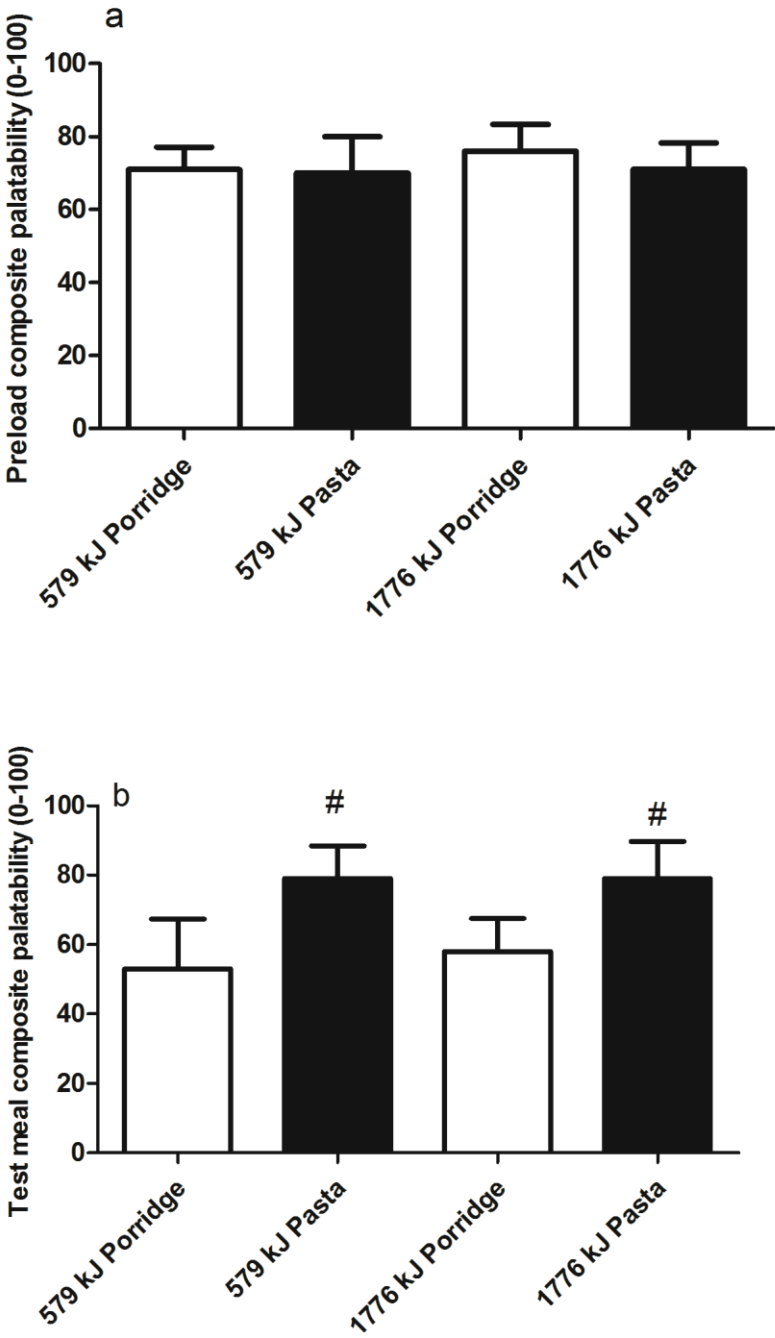 a
Preload composite palatability (0-100)
100
80
60
40
20
0
579 kJ Porridge
579 kJ Pasta
1776 kJ Porridge
1776 kJ Pasta
b
Test meal composite palatability (0-100)
100
80
60
40
20
0
#
#
579 kJ Porridge
579 kJ Pasta
1776 kJ Porridge
1776 kJ Pasta